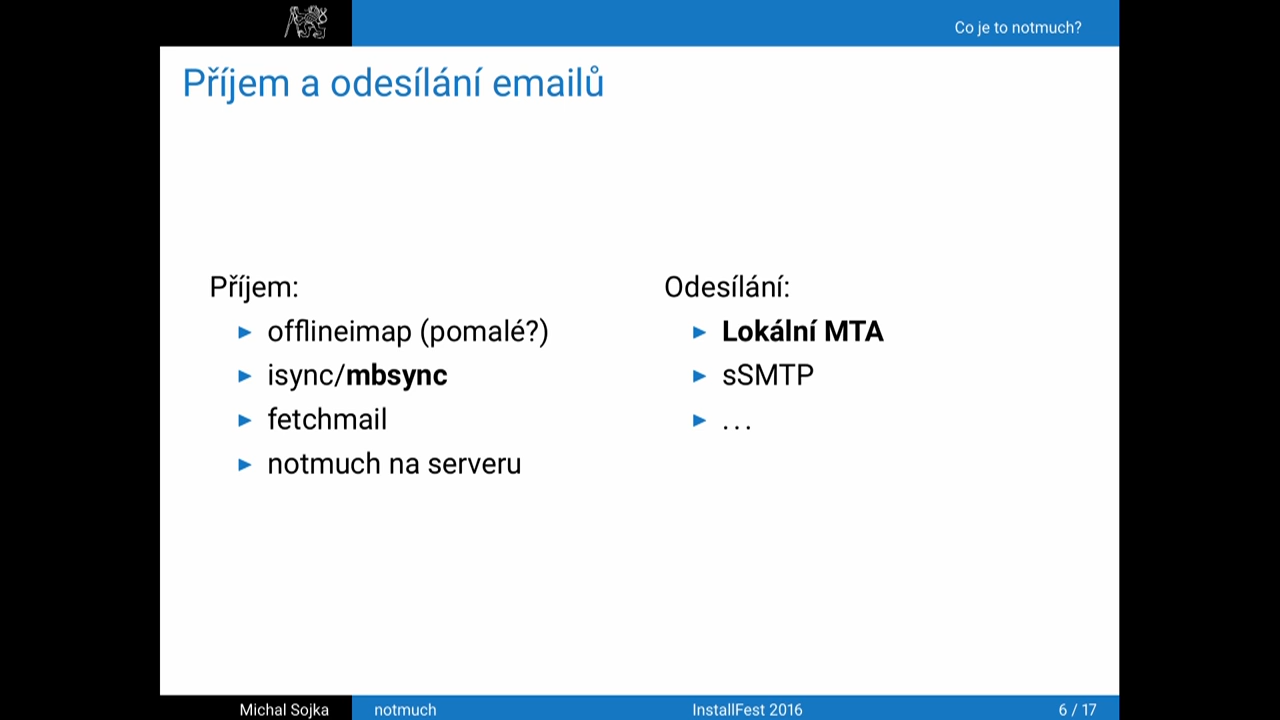 Co je to notmuch?
Příjem a odesílání emailů
Příjem:
offlineimap (pomalé?)
isync/mbsync
fetchmail
notmuch na serveru
Odesílání:
Lokální MTA
sSMTP
...
Michal Sojka
notmuch
InstallFest 2016
6 / 17